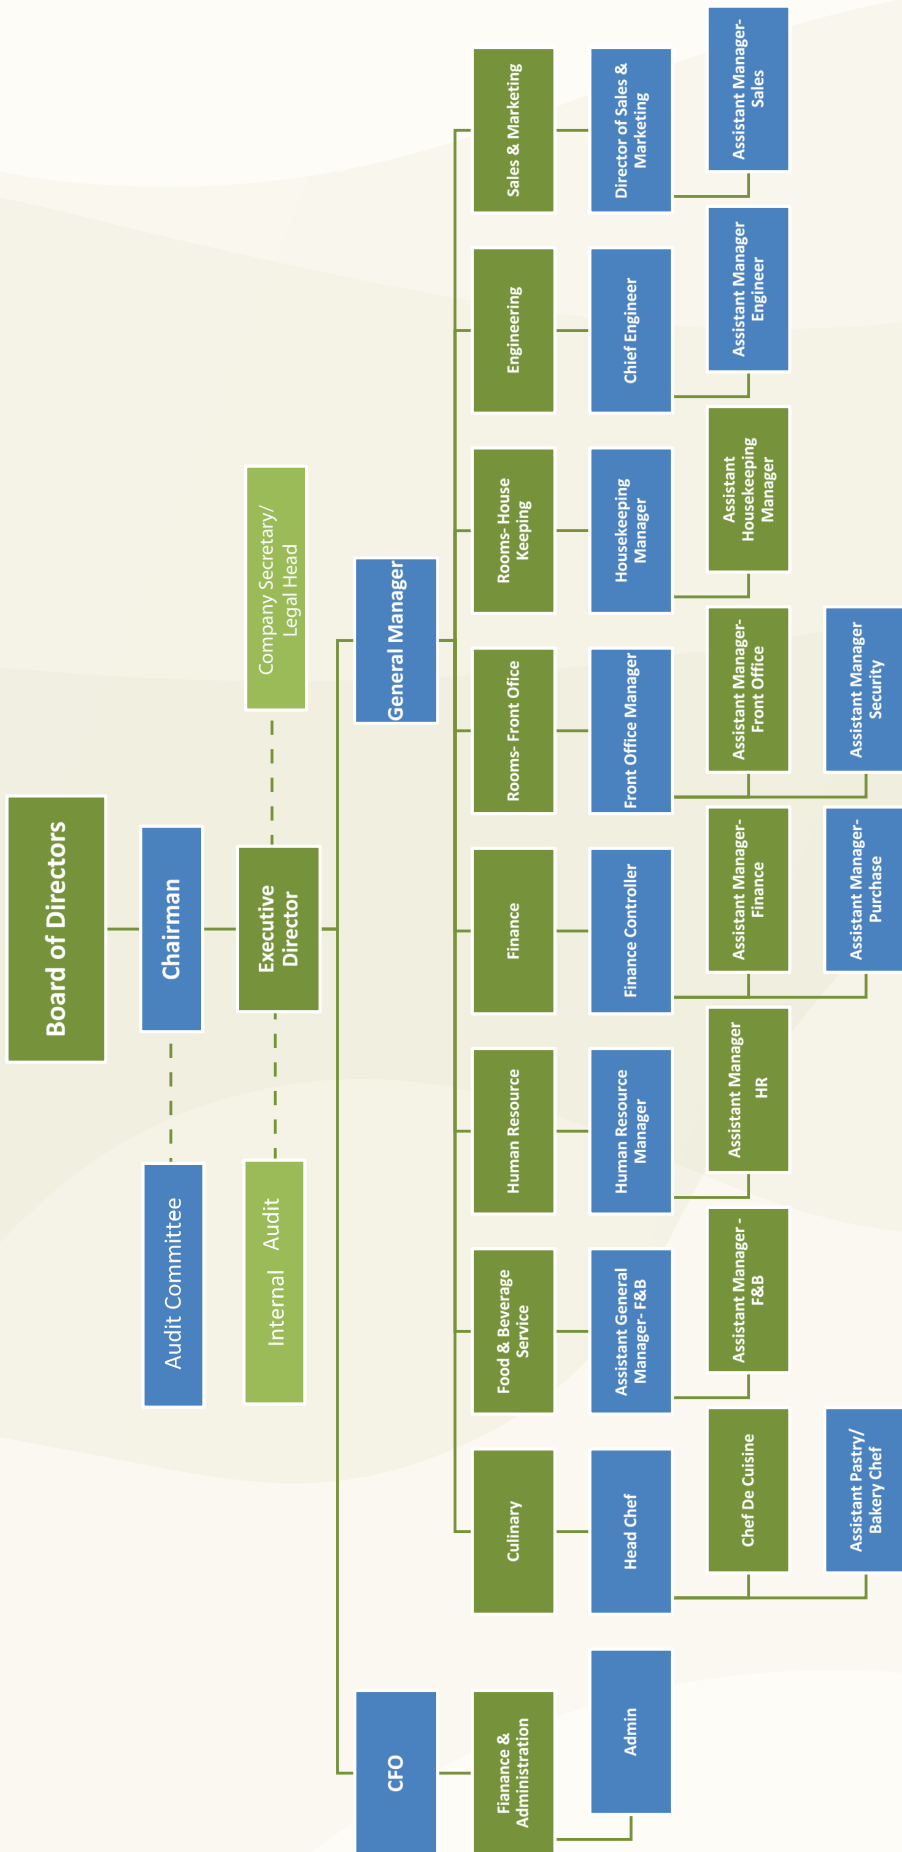 Board of Directors
Chairman
Audit Committee
Executive
Director
Internal Audit
Company Secretary/
Legal Head
CFO
General Manager
Fianance &
Administration
Culinary
Food & Beverage
Service
Human Resource
Finance
Rooms- Front Ofice
Rooms- House
Keeping
Engineering
Sales & Marketing
Admin
Head Chef
Assistant General
Manager- F&B
Human Resource
Manager
Finance Controller
Front Office Manager
Housekeeping
Manager
Chief Engineer
Director of Sales &
Marketing
Chef De Cuisine
Assistant Manager -
F&B
Assistant Manager
HR
Assistant Manager-
Finance
Assistant Manager-
Front Office
Assistant
Housekeeping
Manager
Assistant Manager
Engineer
Assistant Manager-
Sales
Assistant Pastry/
Bakery Chef
Assistant Manager-
Purchase
Assistant Manager
Security